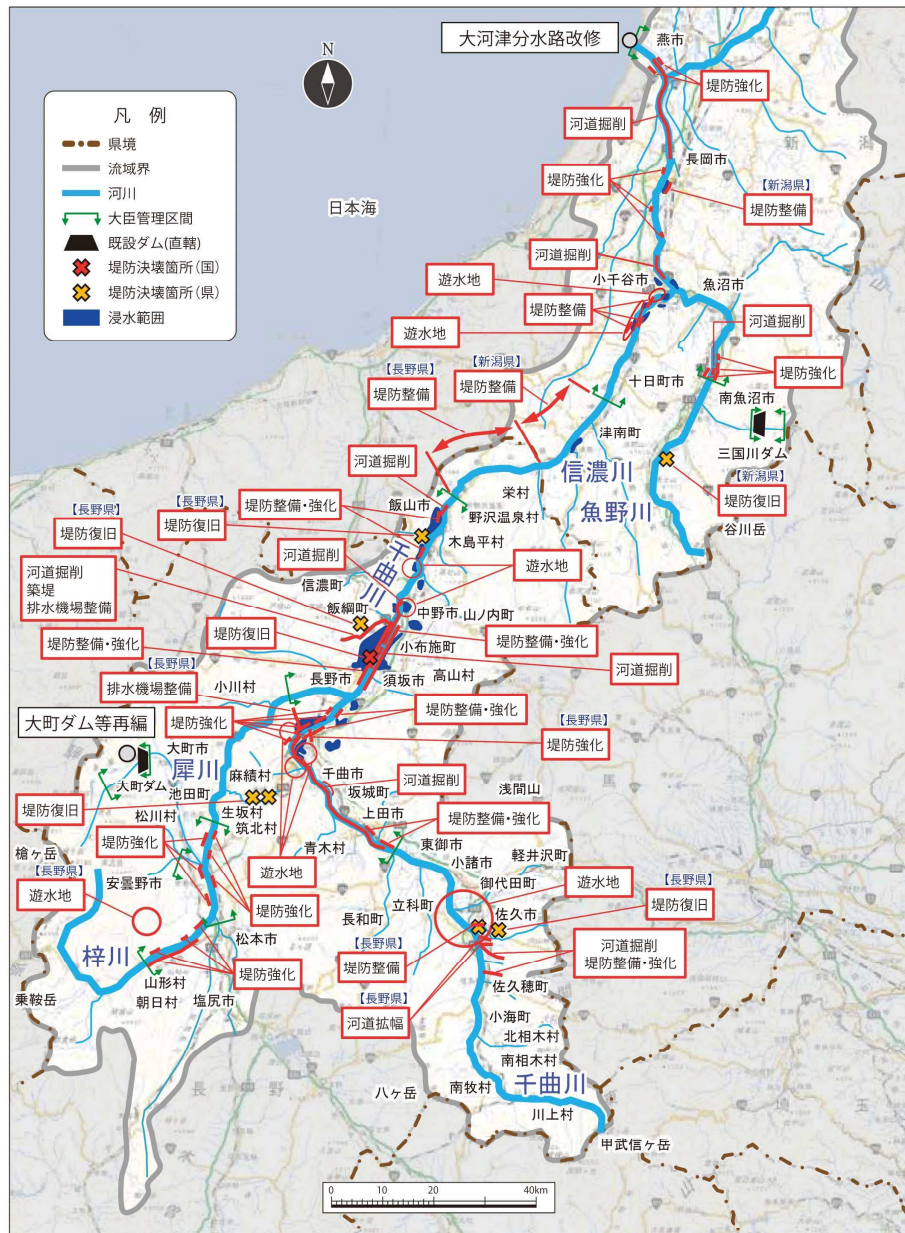 大河津分水路改修
燕市
N
堤防強化
凡 例
県境
流域界
河川
大臣管理区間
既設ダム(直轄)
堤防決壊箇所(国)
堤防決壊箇所(県)
浸水範囲
河道掘削
新
潟
長岡市
【新潟県】
堤防整備
堤防強化
日本海
河道掘削
遊水地
小千谷市
魚沼市
堤防整備
遊水地
河道掘削
【長野県】
堤防整備
【新潟県】
堤防整備
十日町市
堤防強化
南魚沼市
津南町
三国川ダム
河道掘削
信濃川
栄村
魚野川
【新潟県】
堤防復旧
【長野県】
堤防復旧
【長野県】
堤防復旧
堤防整備・強化
飯山市
野沢温泉村
谷川岳
木島平村
河道掘削
千曲川
遊水地
河道掘削
築堤
排水機場整備
信濃町
飯綱町
中野市
山ノ内町
堤防整備・強化
堤防復旧
小布施町
堤防整備・強化
【長野県】
排水機場整備
小川村
長野市
須坂市
高山村
河道掘削
大町ダム等再編
堤防強化
堤防整備・強化
【長野県】
堤防強化
大町市
犀川
麻績村
千曲市
河道掘削
大町ダム
池田町
坂城町
浅間山
堤防復旧
松川村
生坂村
筑北村
上田市
堤防整備・強化
槍ヶ岳
堤防強化
青木村
東御市
小諸市
軽井沢町
安曇野市
遊水地
御代田町
遊水地
【長野県】
遊水地
堤防強化
長和町
立科町
佐久市
【長野県】
堤防復旧
松本市
【長野県】
堤防整備
河道掘削
堤防整備・強化
梓川
堤防強化
山形村
朝日村
塩尻市
佐久穂町
乗鞍岳
【長野県】
河道拡幅
小海町
北相木村
南相木村
長
野
八ヶ岳
南牧村
千曲川
川上村
埼
玉
甲武信ヶ岳
0 10 20 40km